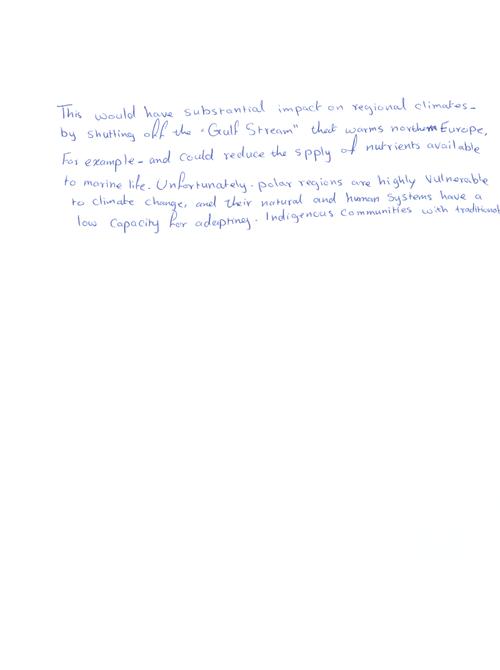 This would have substantial impact on regional climates-
by shutting off the "Gulf Stream" that warms northern Europe,
For example- and could reduce the spply of nutrients available
to marine life. Unfortunately. polar regions are highly vulnerable
to climate change, and their natural and human systems have a
low capacity for adapting. Indigenous Communities with traditional